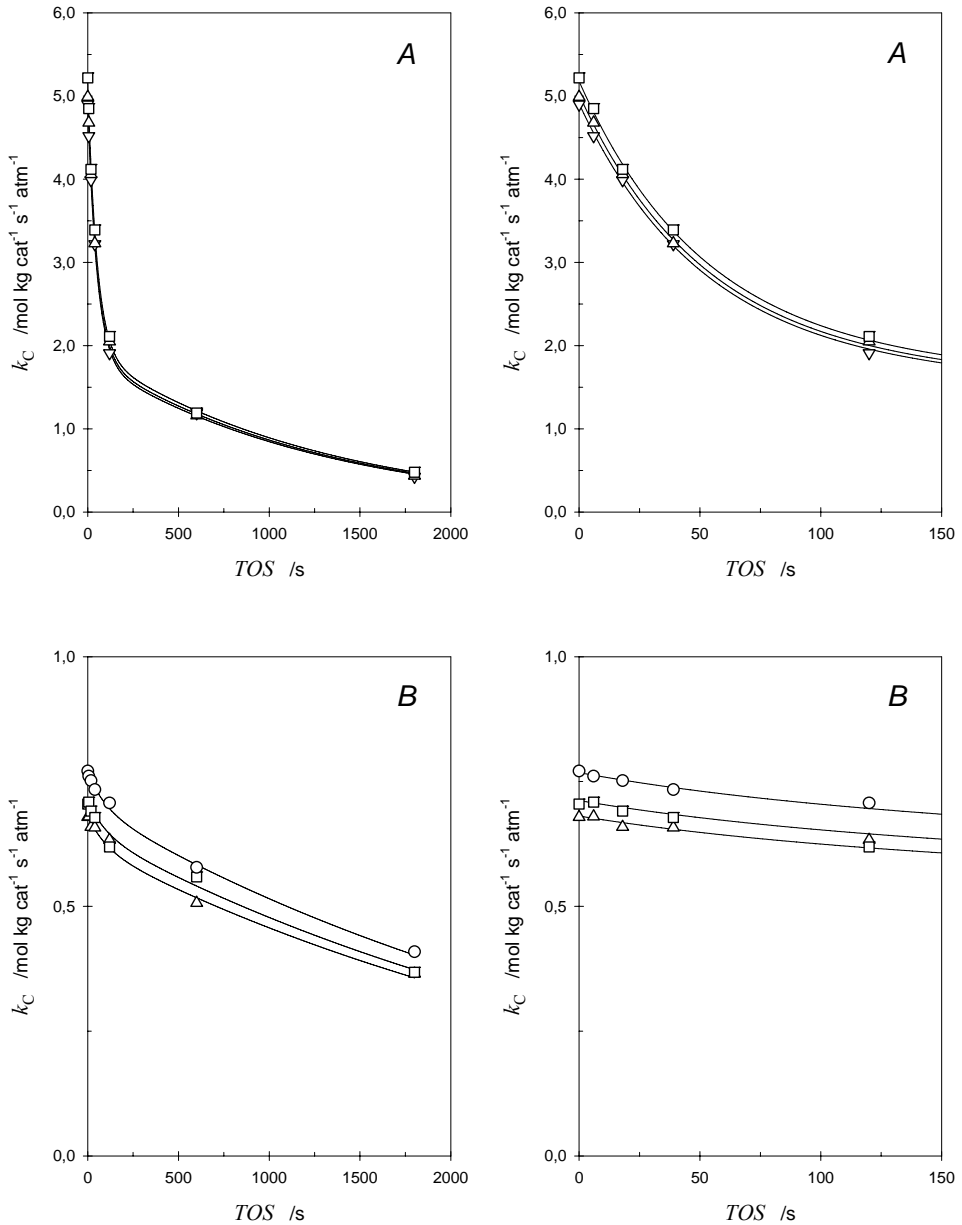 6,0
5,0
4,0
3,0
2,0
1,0
0,0
k_C /mol kg cat⁻¹ s⁻¹ atm⁻¹
A
0 500 1000 1500 2000
TOS /s
6,0
5,0
4,0
3,0
2,0
1,0
0,0
k_C /mol kg cat⁻¹ s⁻¹ atm⁻¹
A
0 50 100 150
TOS /s
1,0
0,5
0,0
k_C /mol kg cat⁻¹ s⁻¹ atm⁻¹
B
0 500 1000 1500 2000
TOS /s
1,0
0,5
0,0
k_C /mol kg cat⁻¹ s⁻¹ atm⁻¹
B
0 50 100 150
TOS /s